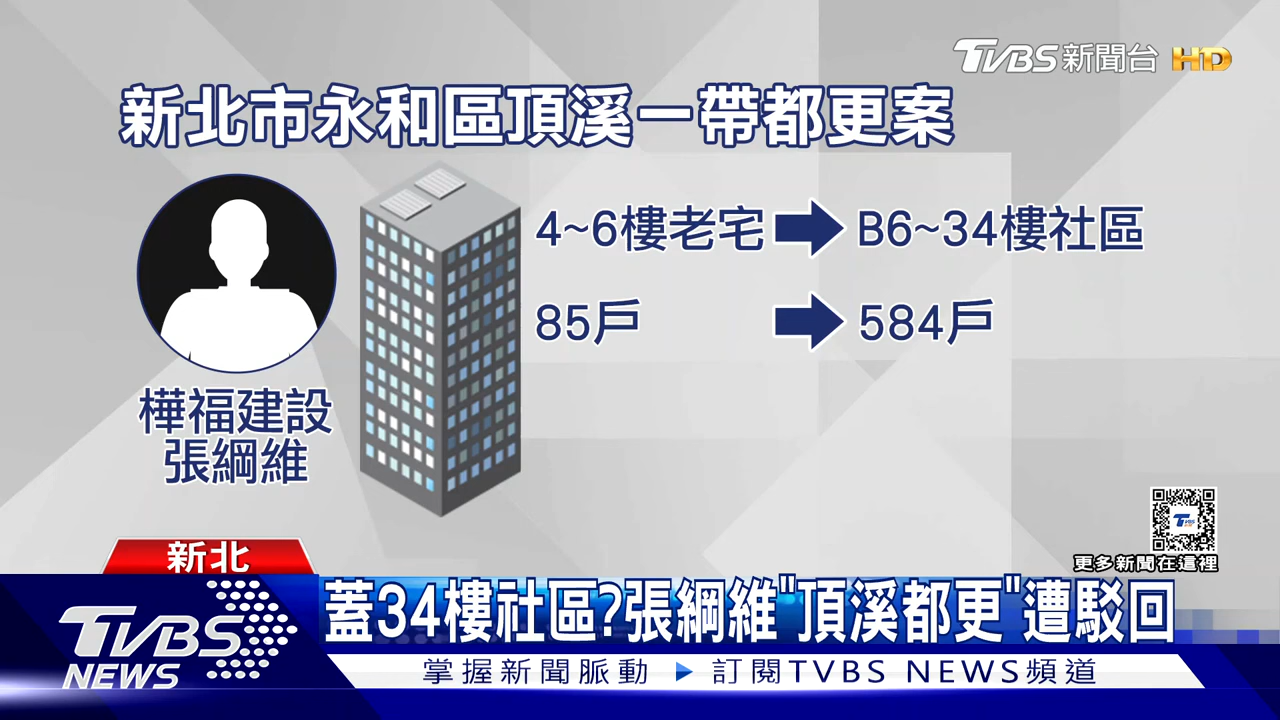 TVBS新聞台 HD
新北市永和區頂溪一帶都更案
4~6樓老宅 B6~34樓社區
85戶 584戶
樺福建設
張綱維
TVBS
更多新聞在這裡
新北
蓋34樓社區?張綱維"頂溪都更"遭駁回
TVBS
NEWS
掌握新聞脈動 訂閱TVBS NEWS頻道